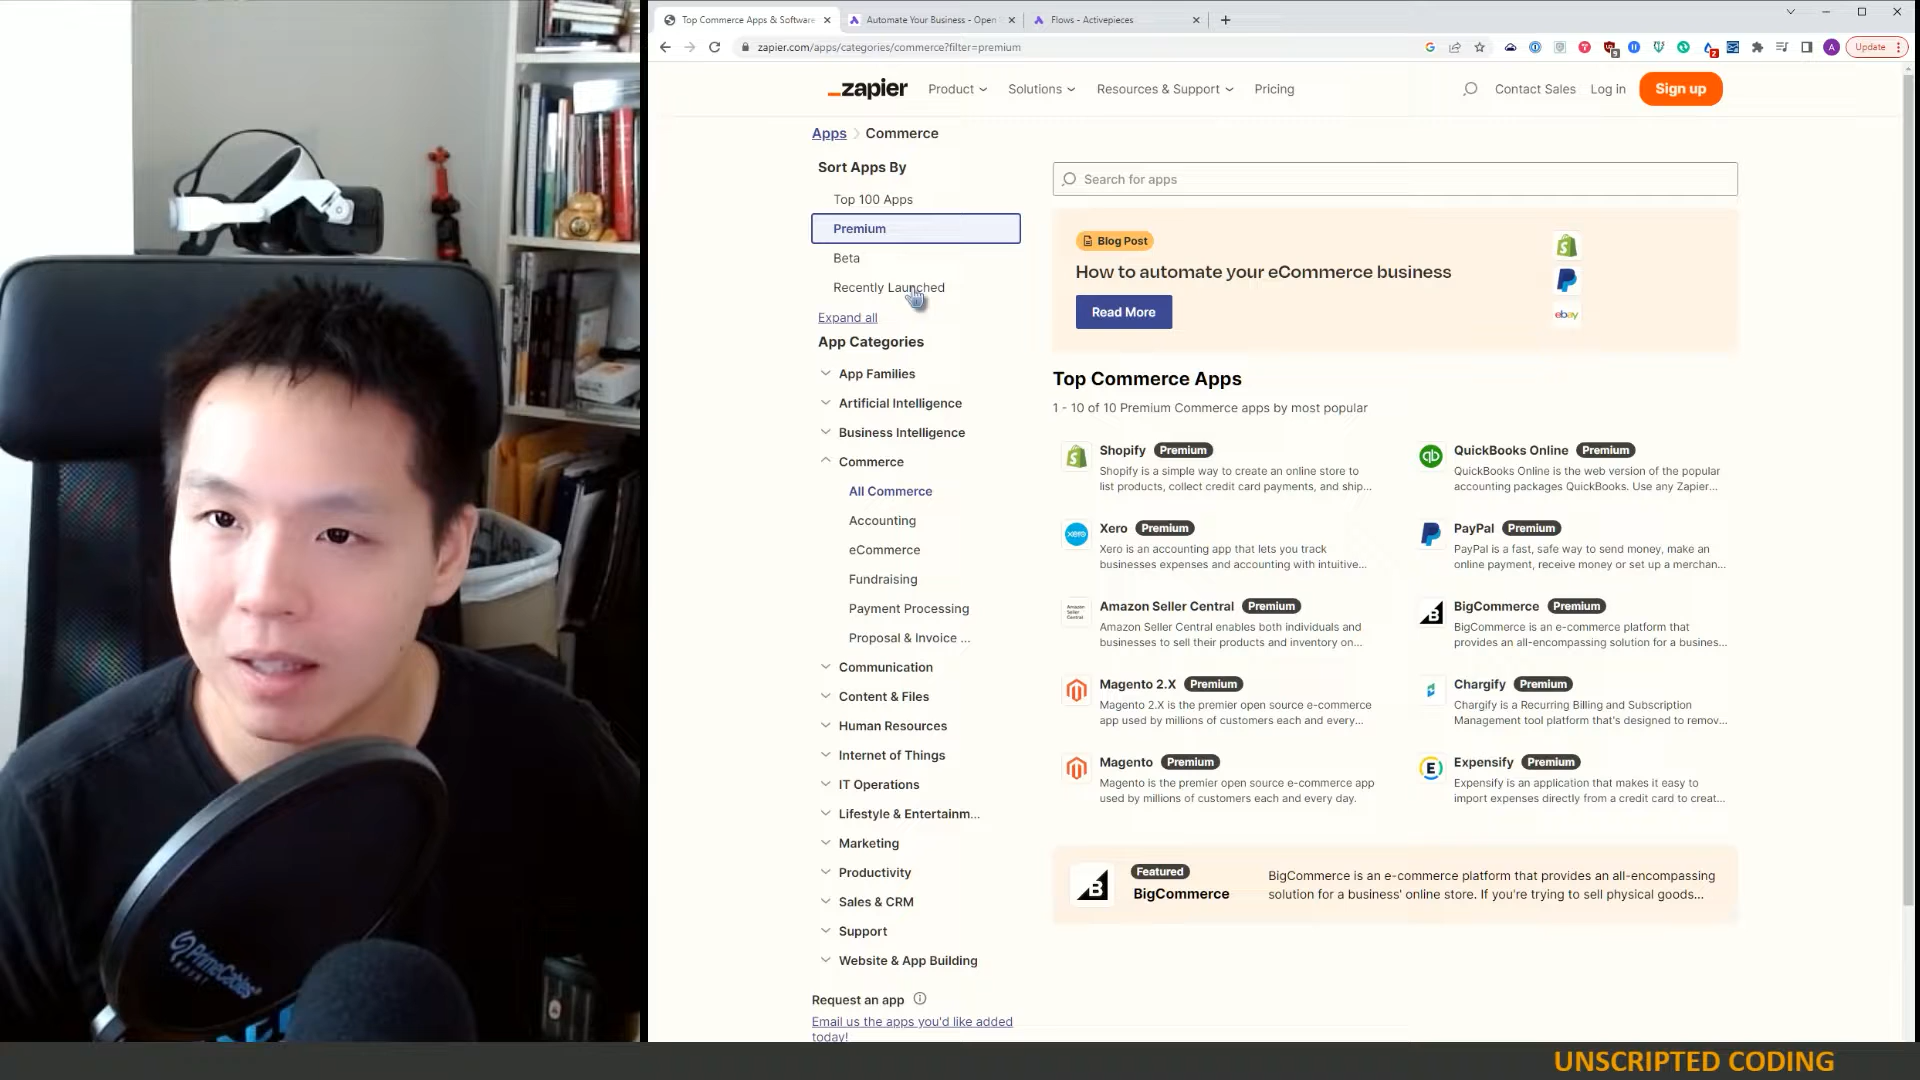 Top Commerce Apps & Software
Automate Your Business - Open
Flows - Activepieces
zapier.com/apps/categories/commerce?filter=premium
Update
zapier
Product
Solutions
Resources & Support
Pricing
Contact Sales
Log in
Sign up
Apps
Commerce
Sort Apps By
Top 100 Apps
Premium
Beta
Recently Launched
Expand all
App Categories
App Families
Artificial Intelligence
Business Intelligence
Commerce
All Commerce
Accounting
eCommerce
Fundraising
Payment Processing
Proposal & Invoice ...
Communication
Content & Files
Human Resources
Internet of Things
IT Operations
Lifestyle & Entertainm...
Marketing
Productivity
Sales & CRM
Support
Website & App Building
Request an app
Email us the apps you'd like added
today!
Search for apps
Blog Post
How to automate your eCommerce business
Read More
ebay
Top Commerce Apps
1 - 10 of 10 Premium Commerce apps by most popular
Shopify Premium
Shopify is a simple way to create an online store to
list products, collect credit card payments, and ship...
QuickBooks Online Premium
QuickBooks Online is the web version of the popular
accounting packages QuickBooks. Use any Zapier...
xero
Xero Premium
Xero is an accounting app that lets you track
businesses expenses and accounting with intuitive...
PayPal Premium
PayPal is a fast, safe way to send money, make an
online payment, receive money or set up a merchan...
Amazon
Seller
Central
Amazon Seller Central Premium
Amazon Seller Central enables both individuals and
businesses to sell their products and inventory on...
BigCommerce Premium
BigCommerce is an e-commerce platform that
provides an all-encompassing solution for a busines...
Magento 2.X Premium
Magento 2.X is the premier open source e-commerce
app used by millions of customers each and every...
Chargify Premium
Chargify is a Recurring Billing and Subscription
Management tool platform that's designed to remov...
Magento Premium
Magento is the premier open source e-commerce app
used by millions of customers each and every day.
Expensify Premium
Expensify is an application that makes it easy to
import expenses directly from a credit card to creat...
Featured
BigCommerce
BigCommerce is an e-commerce platform that provides an all-encompassing
solution for a business' online store. If you're trying to sell physical goods...
PrimeCables
UNSCRIPTED CODING